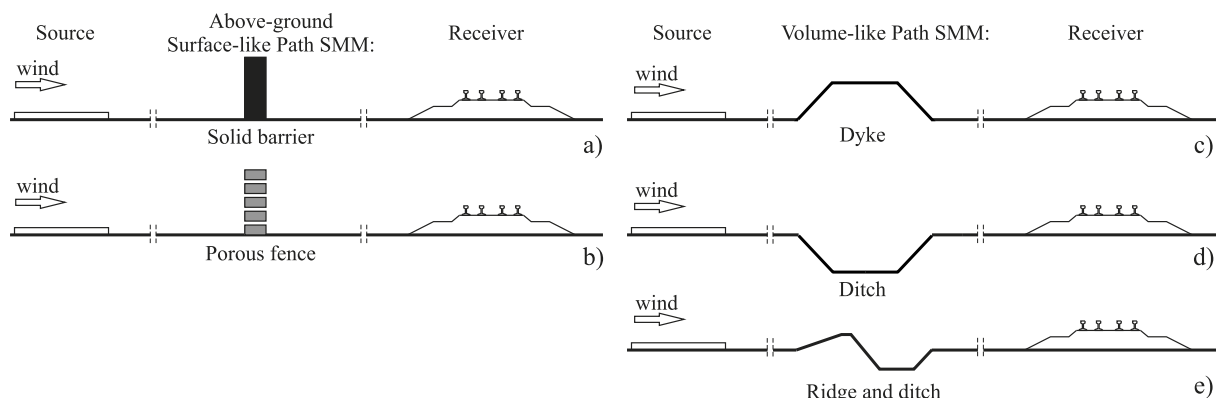 Source
Above-ground
Surface-like Path SMM:
Receiver
wind
Solid barrier
a)
wind
Porous fence
b)
Source
Volume-like Path SMM:
Receiver
wind
Dyke
c)
wind
Ditch
d)
wind
Ridge and ditch
e)